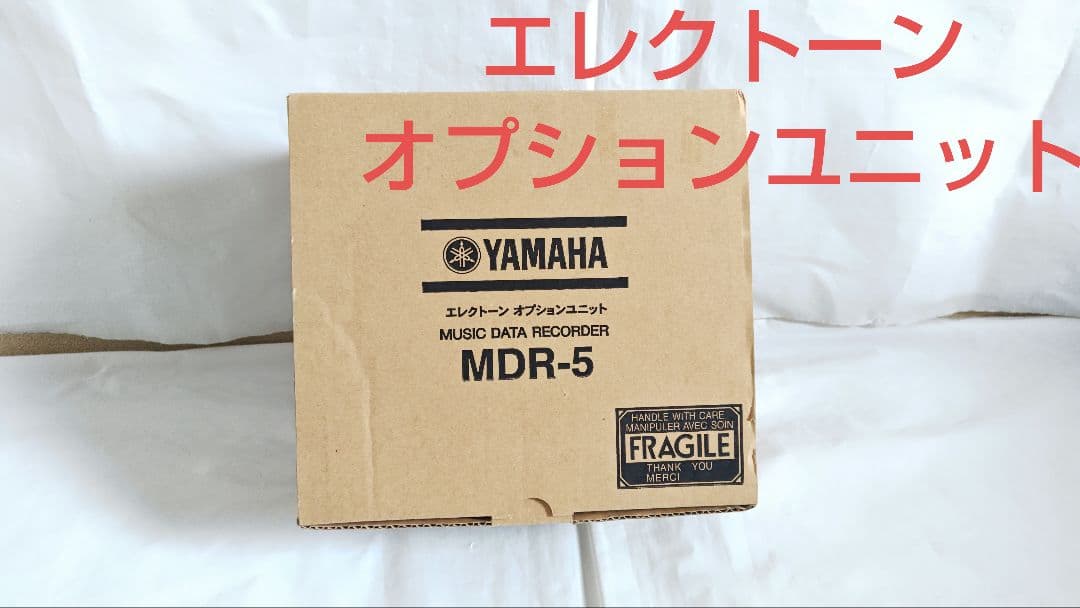 エレクトーン
オプションユニット
YAMAHA
エレクトーン オプションユニット
MUSIC DATA RECORDER
MDR-5
HANDLE WITH CARE
MANIPULER AVEC SOIN
FRAGILE
THANK YOU
MERCI